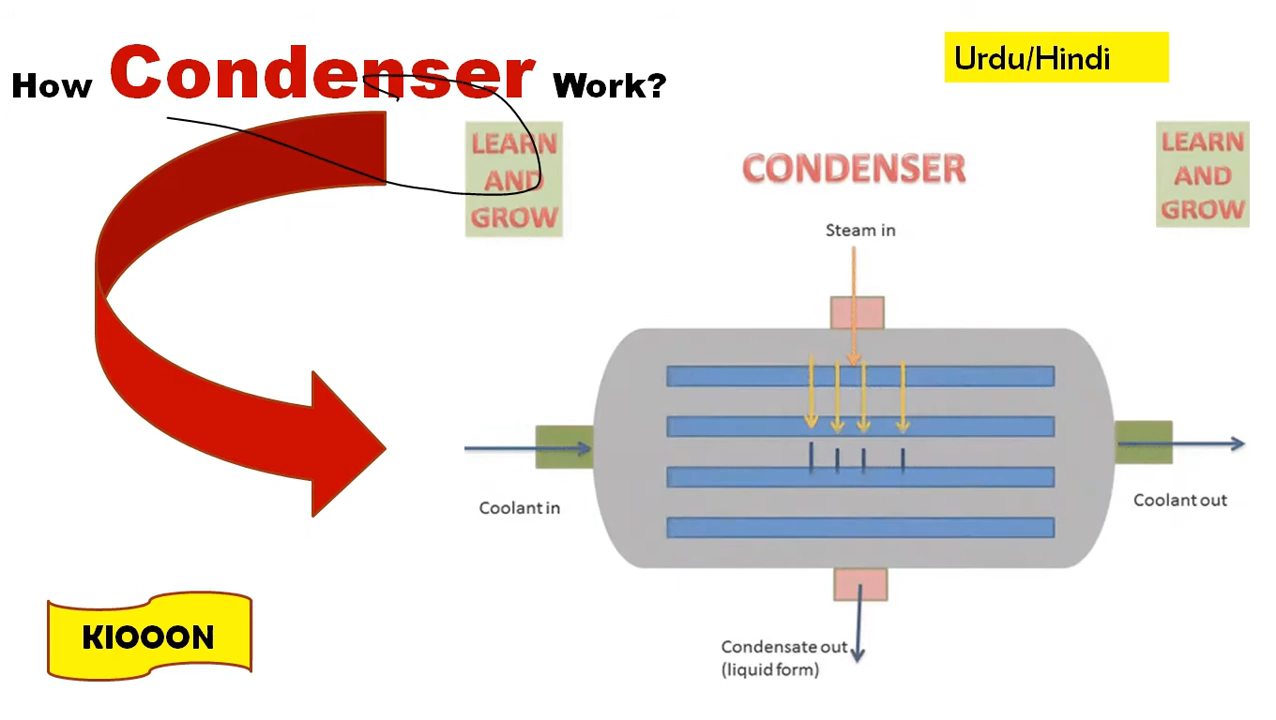 How Condenser Work?
Urdu/Hindi
LEARN
AND
GROW
CONDENSER
LEARN
AND
GROW
Steam in
Coolant in
Coolant out
Condensate out
(liquid form)
KIOOON